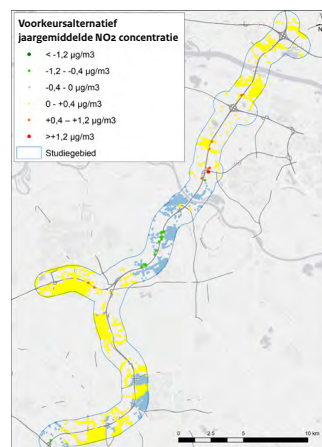 Voorkeursalternatief
jaargemiddelde NO2 concentratie
< -1,2 µg/m3
-1,2 - -0,4 µg/m3
-0,4 - 0 µg/m3
0 - +0,4 µg/m3
+0,4 – +1,2 µg/m3
>+1,2 µg/m3
Studiegebied
N
0 2.5 5 10 km